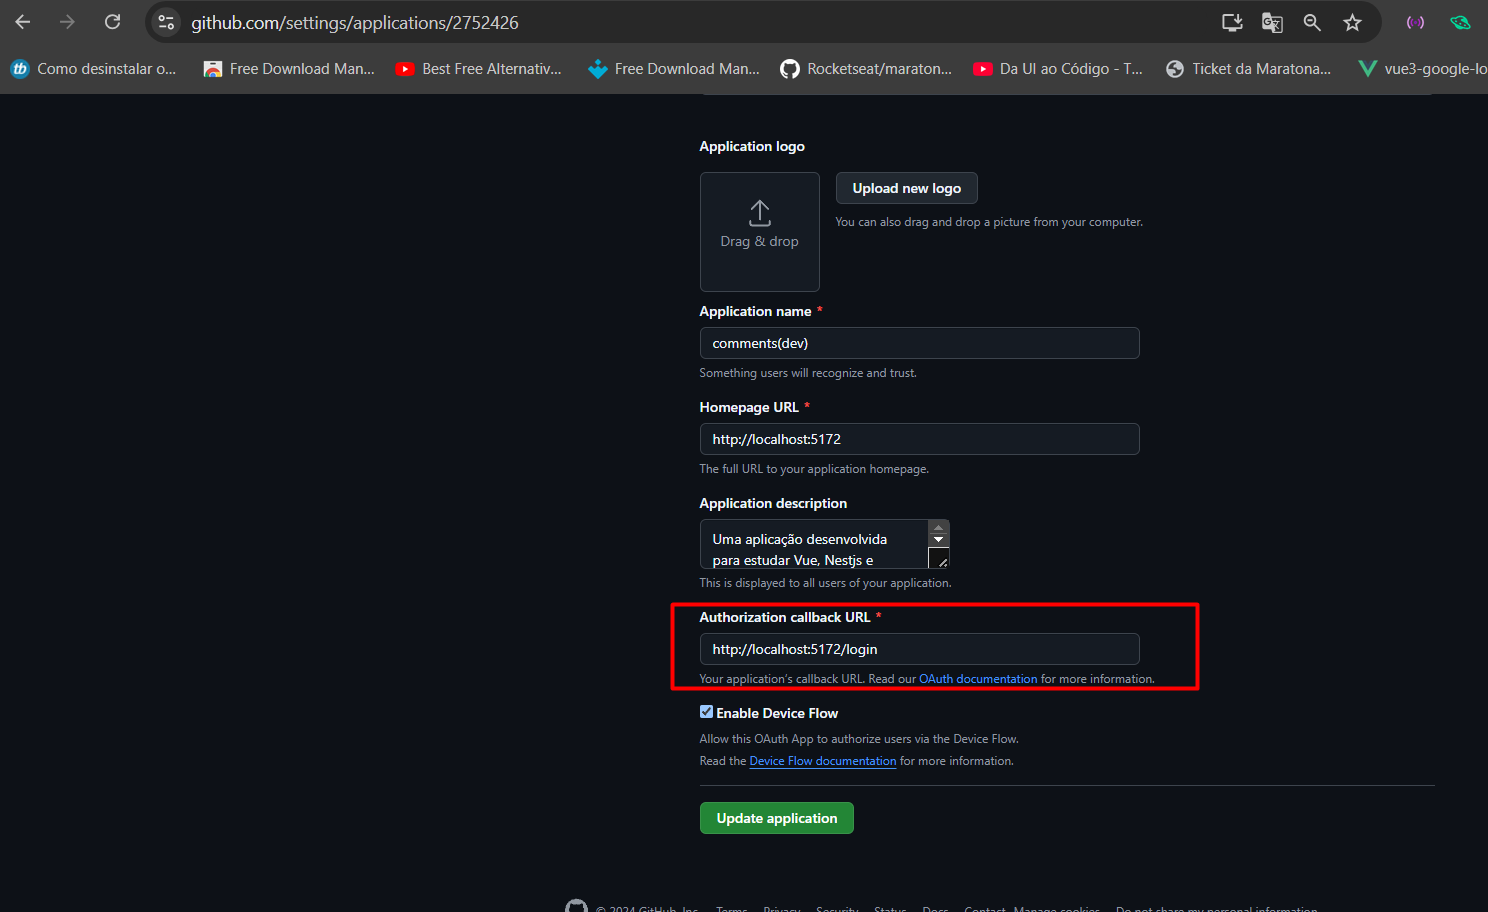 github.com/settings/applications/2752426
Como desinstalar o...
Free Download Man...
Best Free Alternativ...
Free Download Man...
Rocketseat/maraton...
Da UI ao Código - T...
Ticket da Maratona...
vue3-google-lo
Application logo
Drag & drop
Upload new logo
You can also drag and drop a picture from your computer.
Application name *
comments(dev)
Something users will recognize and trust.
Homepage URL *
http://localhost:5172
The full URL to your application homepage.
Application description
Uma aplicação desenvolvida
para estudar Vue, Nestjs e
This is displayed to all users of your application.
Authorization callback URL *
http://localhost:5172/login
Your application's callback URL. Read our OAuth documentation for more information.
Enable Device Flow
Allow this OAuth App to authorize users via the Device Flow.
Read the Device Flow documentation for more information.
Update application
© 2024 GitHub, Inc. Terms Privacy Security Status Docs Contact Manage cookies Do not share my personal information